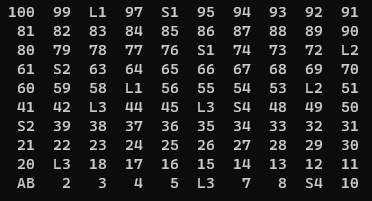 100 99 L1 97 S1 95 94 93 92 91
81 82 83 84 85 86 87 88 89 90
80 79 78 77 76 S1 74 73 72 L2
61 S2 63 64 65 66 67 68 69 70
60 59 58 L1 56 55 54 53 L2 51
41 42 L3 44 45 L3 S4 48 49 50
S2 39 38 37 36 35 34 33 32 31
21 22 23 24 25 26 27 28 29 30
20 L3 18 17 16 15 14 13 12 11
AB 2 3 4 5 L3 7 8 S4 10